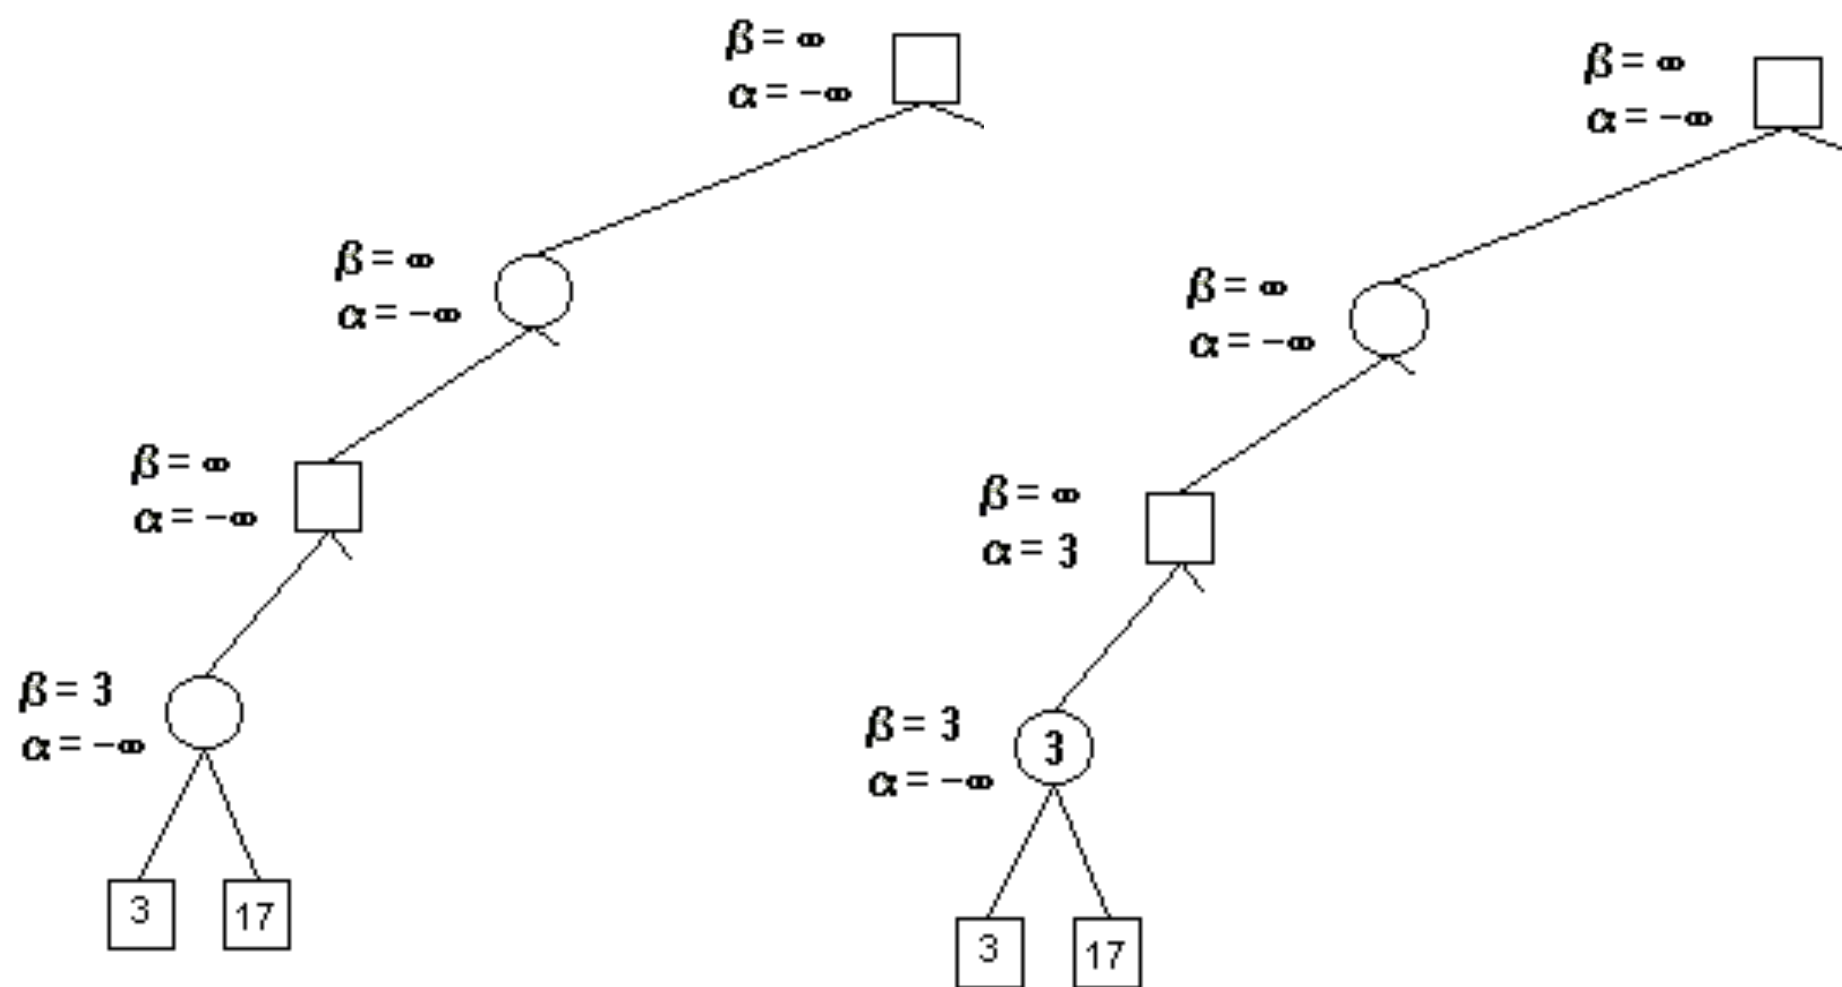 β = ∞
α = -∞
β = ∞
α = -∞
β = ∞
α = -∞
β = 3
α = -∞
3 17
β = ∞
α = -∞
β = ∞
α = -∞
β = ∞
α = 3
β = 3
α = -∞
3
3 17